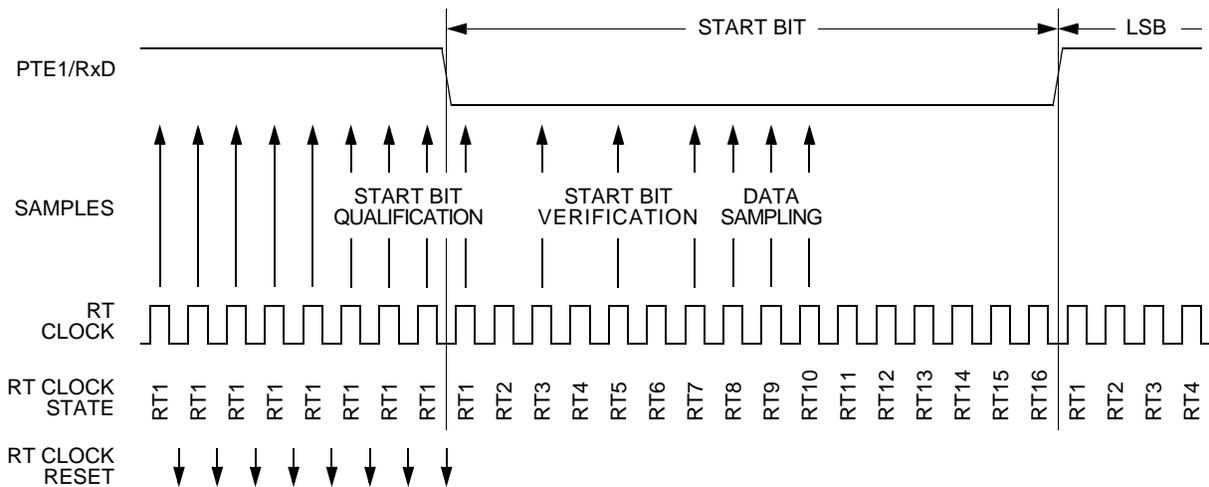 START BIT
LSB
PTE1/RxD
SAMPLES
START BIT
QUALIFICATION
START BIT
VERIFICATION
DATA
SAMPLING
RT
CLOCK
RT CLOCK
STATE
RT1 RT1 RT1 RT1 RT1 RT1 RT1 RT1 RT1 RT2 RT3 RT4 RT5 RT6 RT7 RT8 RT9 RT10 RT11 RT12 RT13 RT14 RT15 RT16 RT1 RT2 RT3 RT4
RT CLOCK
RESET